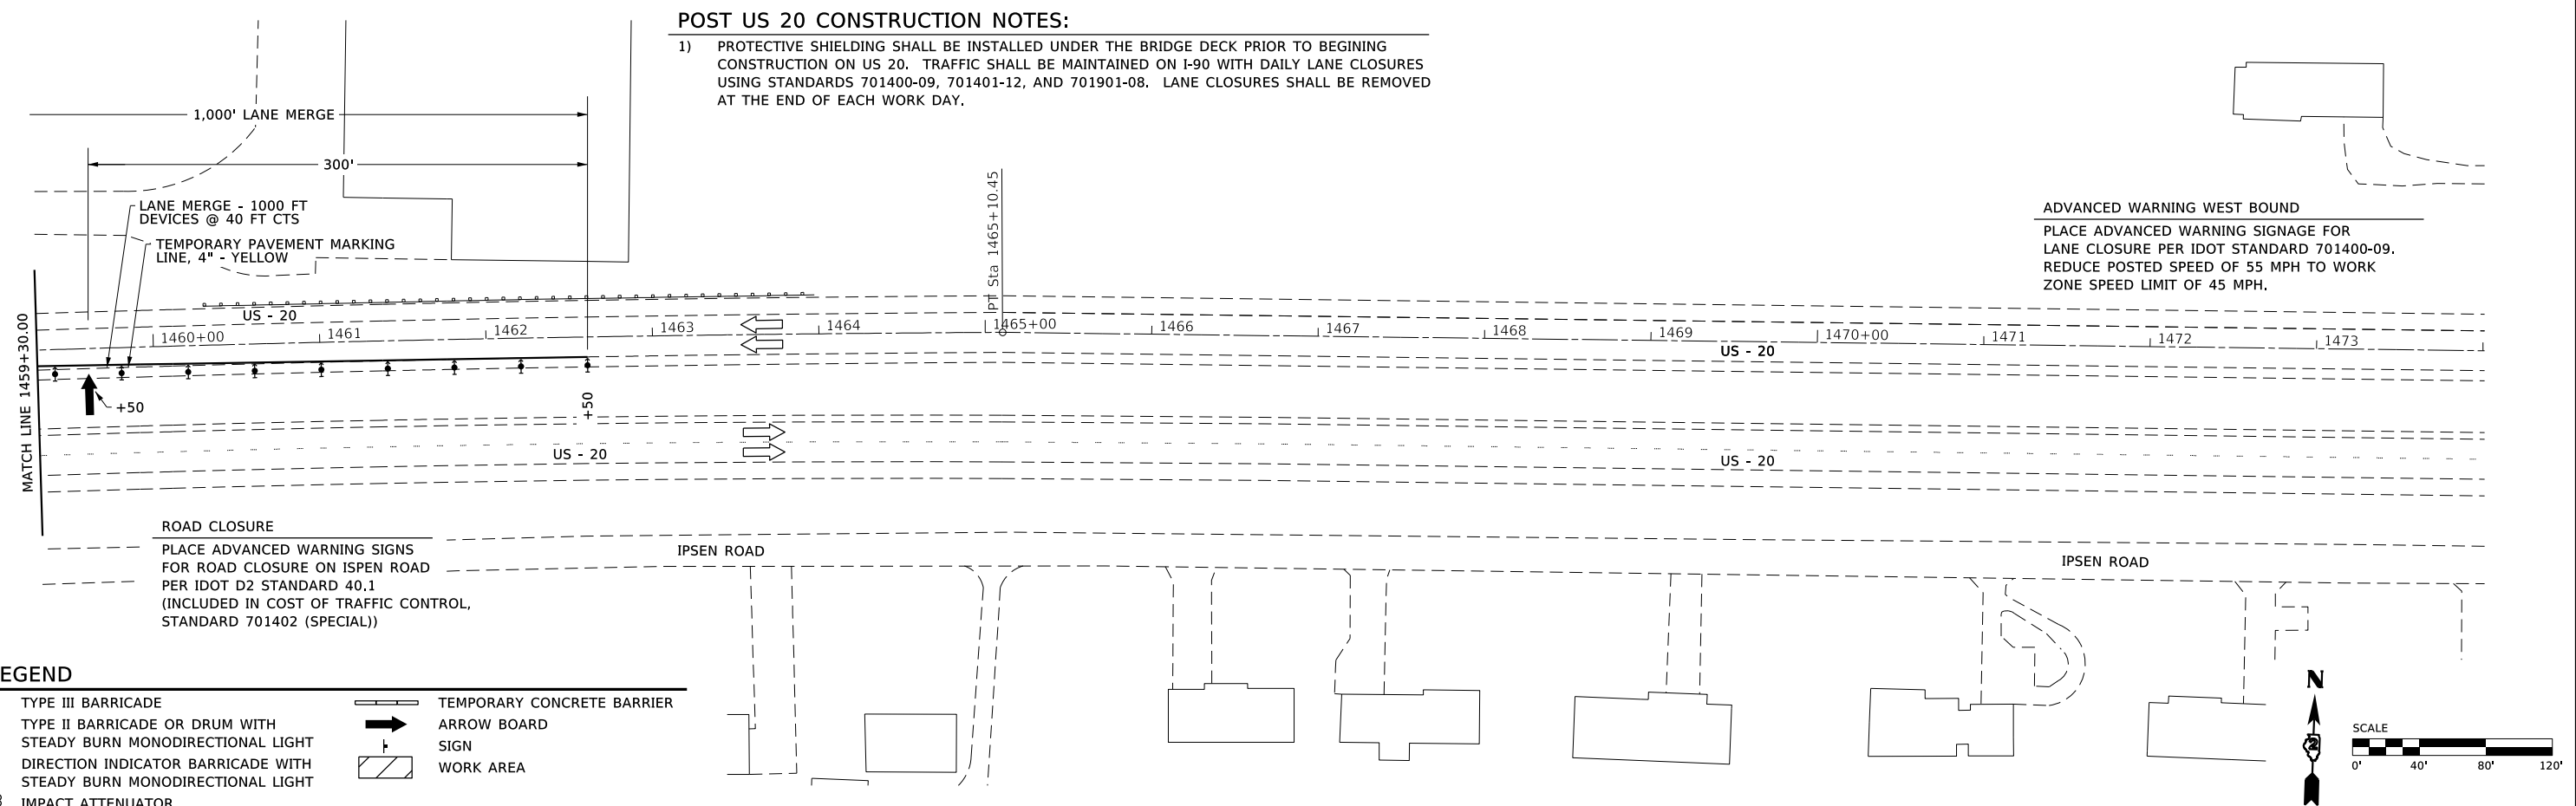 POST US 20 CONSTRUCTION NOTES:
1) PROTECTIVE SHIELDING SHALL BE INSTALLED UNDER THE BRIDGE DECK PRIOR TO BEGINING
CONSTRUCTION ON US 20. TRAFFIC SHALL BE MAINTAINED ON I-90 WITH DAILY LANE CLOSURES
USING STANDARDS 701400-09, 701401-12, AND 701901-08. LANE CLOSURES SHALL BE REMOVED
AT THE END OF EACH WORK DAY.
1,000' LANE MERGE
300'
LANE MERGE - 1000 FT
DEVICES @ 40 FT CTS
TEMPORARY PAVEMENT MARKING
LINE, 4" - YELLOW
PT Sta 1465+10.45
ADVANCED WARNING WEST BOUND
PLACE ADVANCED WARNING SIGNAGE FOR
LANE CLOSURE PER IDOT STANDARD 701400-09.
REDUCE POSTED SPEED OF 55 MPH TO WORK
ZONE SPEED LIMIT OF 45 MPH.
MATCH LINE 1459+30.00
US - 20
1460+00
1461
1462
1463
1464
1465+00
1466
1467
1468
1469
1470+00
1471
1472
1473
US - 20
+50
+50
US - 20
US - 20
ROAD CLOSURE
PLACE ADVANCED WARNING SIGNS
FOR ROAD CLOSURE ON ISPEN ROAD
PER IDOT D2 STANDARD 40.1
(INCLUDED IN COST OF TRAFFIC CONTROL,
STANDARD 701402 (SPECIAL))
IPSEN ROAD
IPSEN ROAD
EGEND
TYPE III BARRICADE
TYPE II BARRICADE OR DRUM WITH
STEADY BURN MONODIRECTIONAL LIGHT
DIRECTION INDICATOR BARRICADE WITH
STEADY BURN MONODIRECTIONAL LIGHT
IMPACT ATTENUATOR
TEMPORARY CONCRETE BARRIER
ARROW BOARD
SIGN
WORK AREA
N
2
SCALE
0' 40' 80' 120'